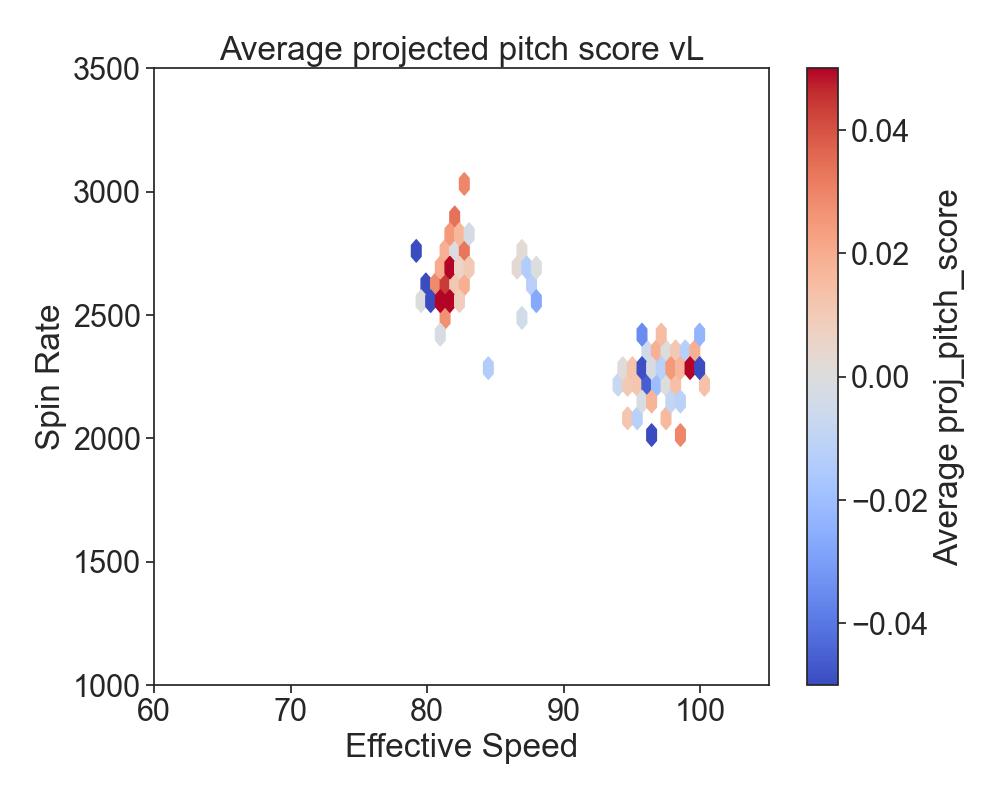 Average projected pitch score vL
3500
3000
2500
2000
1500
1000
Spin Rate
60 70 80 90 100
Effective Speed
0.04
0.02
0.00
−0.02
−0.04
Average proj_pitch_score